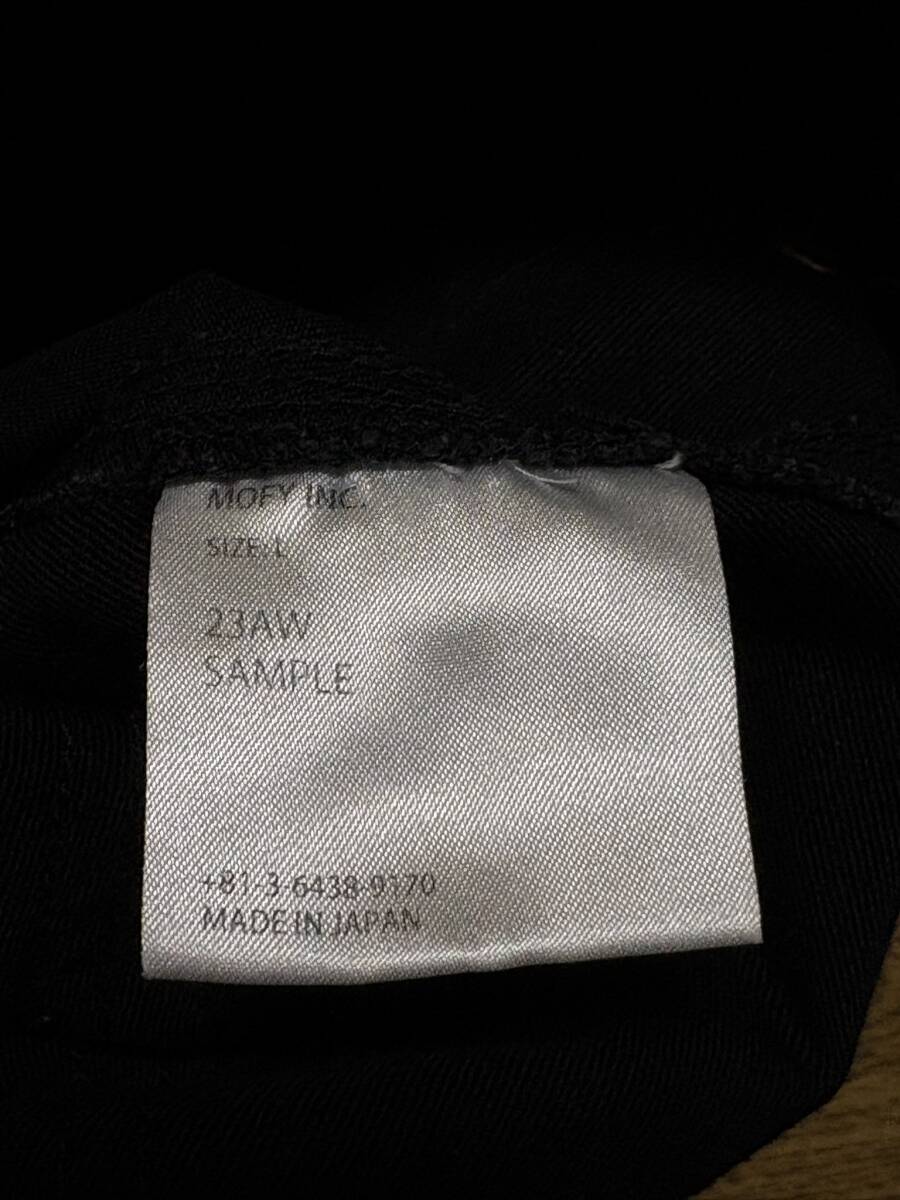 MOFY INC.
SIZE: L
23AW
SAMPLE
+81-3-6438-9170
MADE IN JAPAN